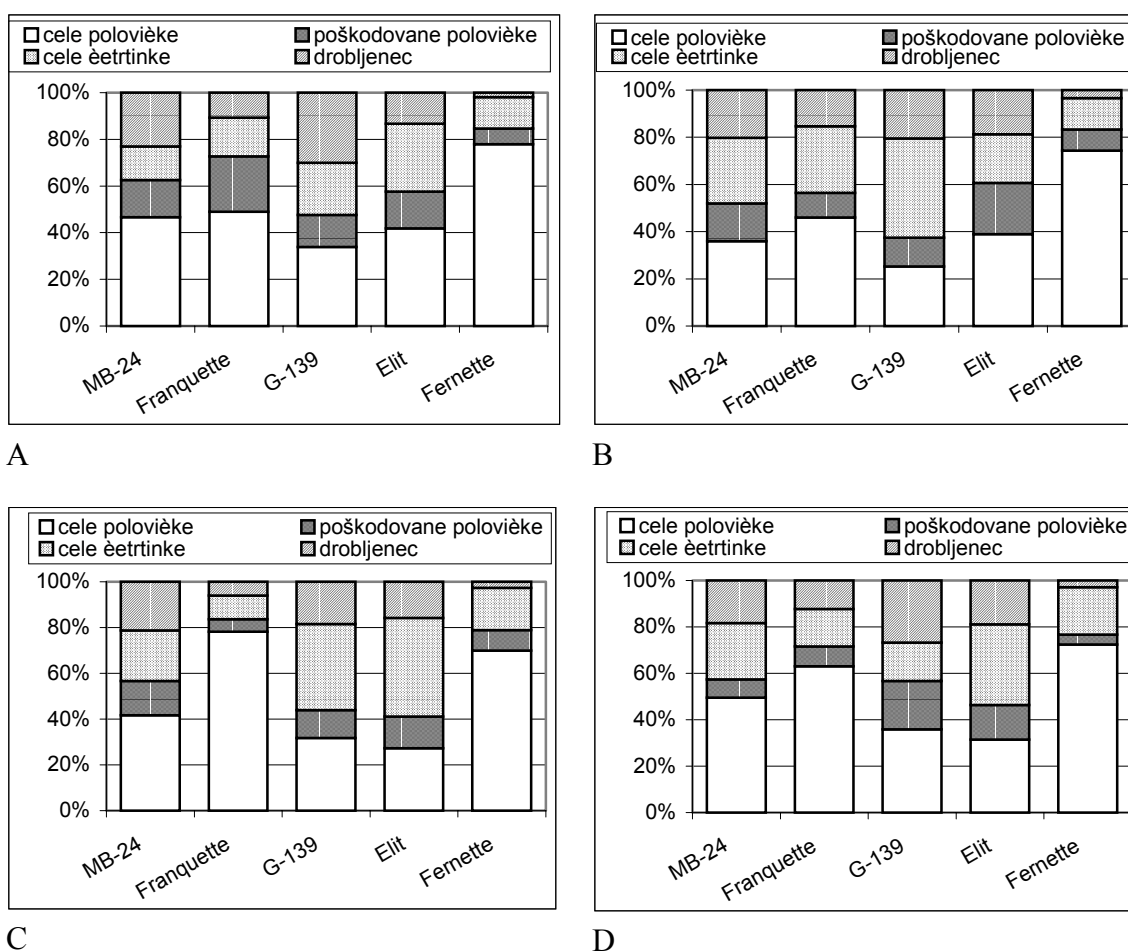 cele polovièke poškodovane polovièke
cele èetrtinke drobljenec
100%
80%
60%
40%
20%
0%
MB-24 Franquette G-139 Elit Fernette
A
cele polovièke poškodovane polovièke
cele èetrtinke drobljenec
100%
80%
60%
40%
20%
0%
MB-24 Franquette G-139 Elit Fernette
B
cele polovièke poškodovane polovièke
cele èetrtinke drobljenec
100%
80%
60%
40%
20%
0%
MB-24 Franquette G-139 Elit Fernette
C
cele polovièke poškodovane polovièke
cele èetrtinke drobljenec
100%
80%
60%
40%
20%
0%
MB-24 Franquette G-139 Elit Fernette
D